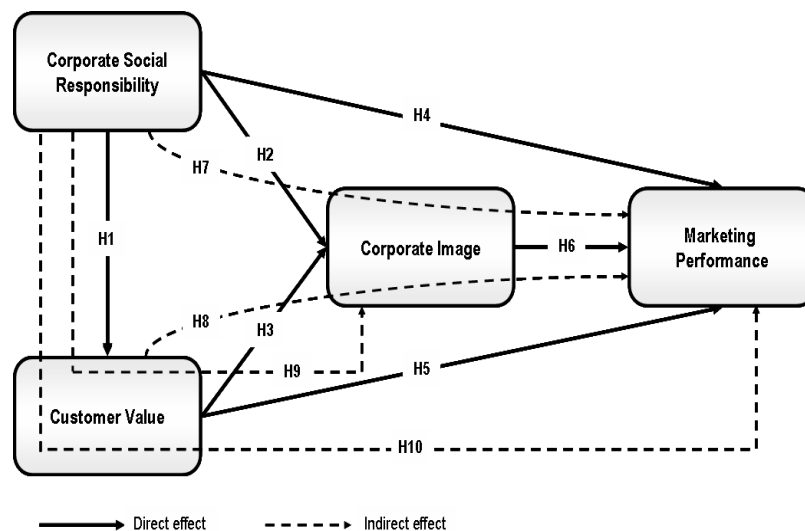 Corporate Social
Responsibility
H4
H2
H7
Corporate Image
H6
Marketing
Performance
H1
H8
H3
H9
H5
Customer Value
H10
Direct effect
Indirect effect